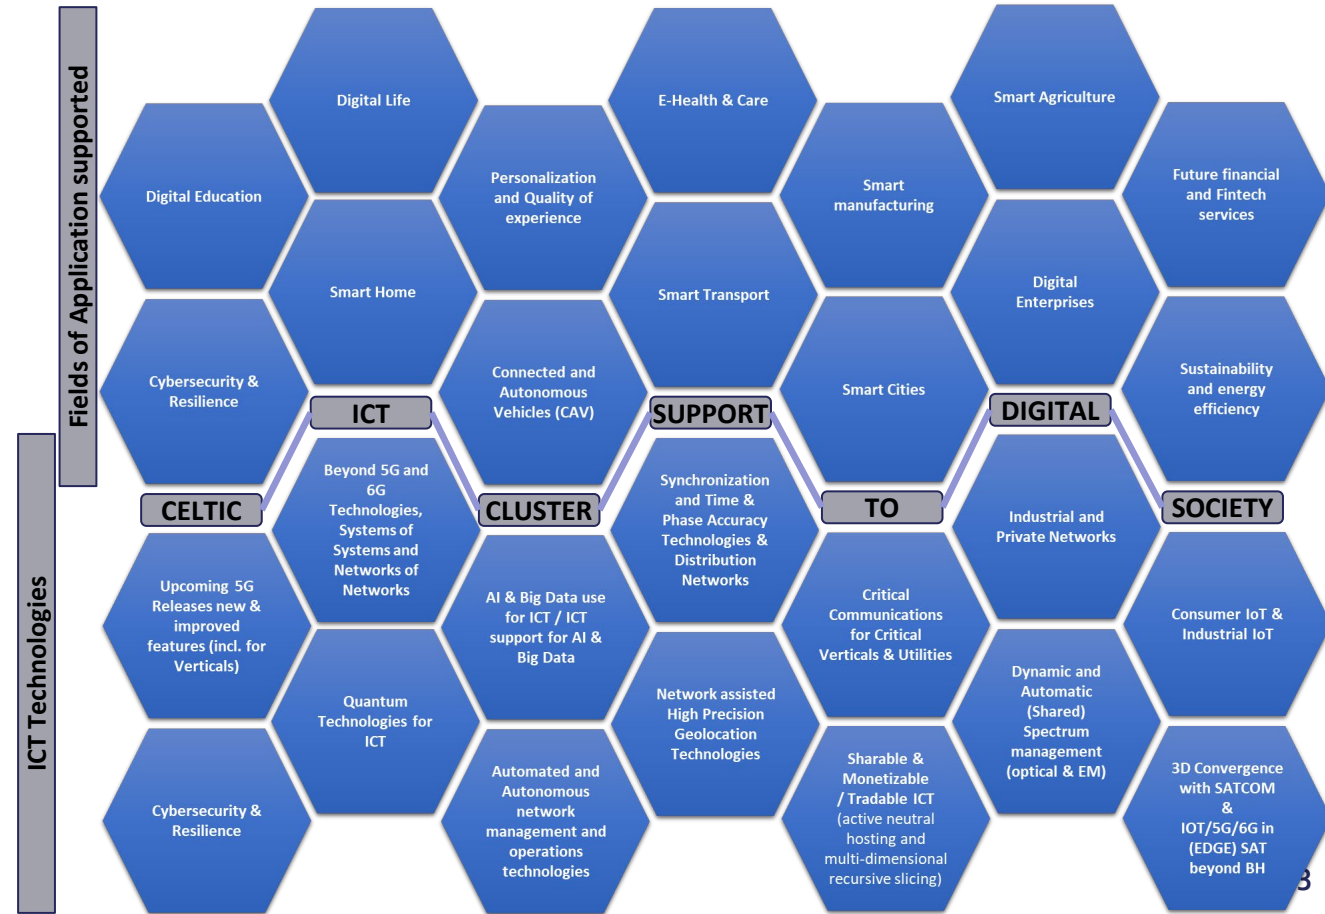 Fields of Application supported
Digital Life
E-Health & Care
Smart Agriculture
Digital Education
Personalization
and Quality of
experience
Smart
manufacturing
Future financial
and Fintech
services
Smart Home
Smart Transport
Digital
Enterprises
Cybersecurity &
Resilience
Connected and
Autonomous
Vehicles (CAV)
Smart Cities
Sustainability
and energy
efficiency
CELTIC
ICT
CLUSTER
SUPPORT
TO
DIGITAL
SOCIETY
ICT Technologies
Beyond 5G and
6G
Technologies,
Systems of
Systems and
Networks of
Networks
Synchronization
and Time &
Phase Accuracy
Technologies &
Distribution
Networks
Industrial and
Private Networks
Upcoming 5G
Releases new &
improved
features (incl. for
Verticals)
AI & Big Data use
for ICT / ICT
support for AI &
Big Data
Critical
Communications
for Critical
Verticals & Utilities
Consumer IoT &
Industrial IoT
Quantum
Technologies for
ICT
Network assisted
High Precision
Geolocation
Technologies
Dynamic and
Automatic
(Shared)
Spectrum
management
(optical & EM)
Cybersecurity &
Resilience
Automated and
Autonomous
network
management and
operations
technologies
Sharable &
Monetizable
/ Tradable ICT
(active neutral
hosting and
multi-dimensional
recursive slicing)
3D Convergence
with SATCOM
&
IOT/5G/6G in
(EDGE) SAT
beyond BH
3